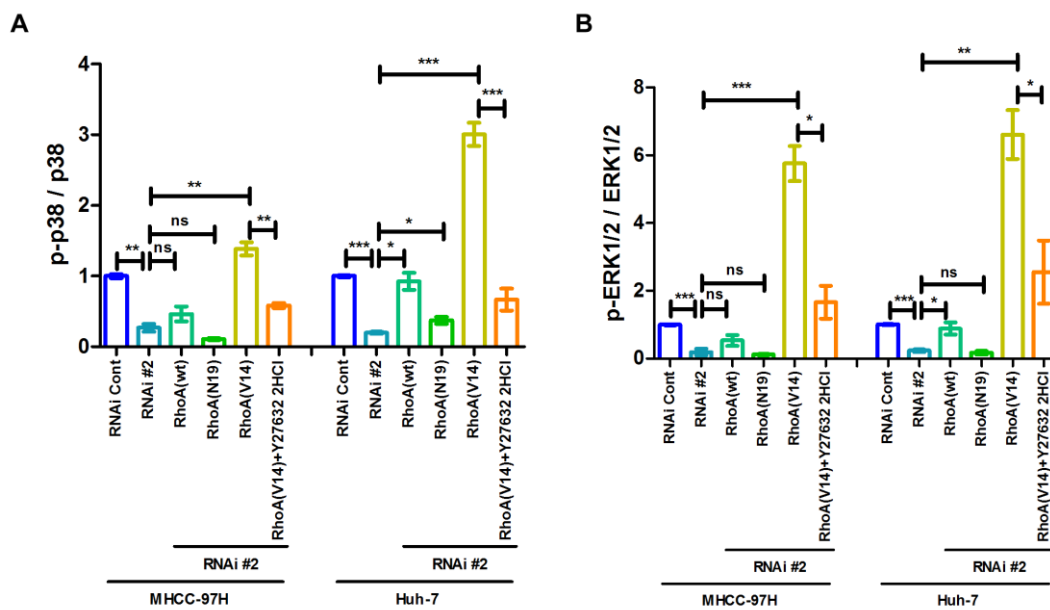 A
p-p38 / p38
4
3
2
1
0
**
ns
ns
**
**
***
*
*
***
***
RNAi Cont
RNAi #2
RhoA(wt)
RhoA(N19)
RhoA(V14)
RhoA(V14)+Y27632 2HCl
RNAi Cont
RNAi #2
RhoA(wt)
RhoA(N19)
RhoA(V14)
RhoA(V14)+Y27632 2HCl
RNAi #2
RNAi #2
MHCC-97H
Huh-7
B
p-ERK1/2 / ERK1/2
8
6
4
2
0
***
ns
ns
***
*
***
*
ns
**
*
RNAi Cont
RNAi #2
RhoA(wt)
RhoA(N19)
RhoA(V14)
RhoA(V14)+Y27632 2HCl
RNAi Cont
RNAi #2
RhoA(wt)
RhoA(N19)
RhoA(V14)
RhoA(V14)+Y27632 2HCl
RNAi #2
RNAi #2
MHCC-97H
Huh-7